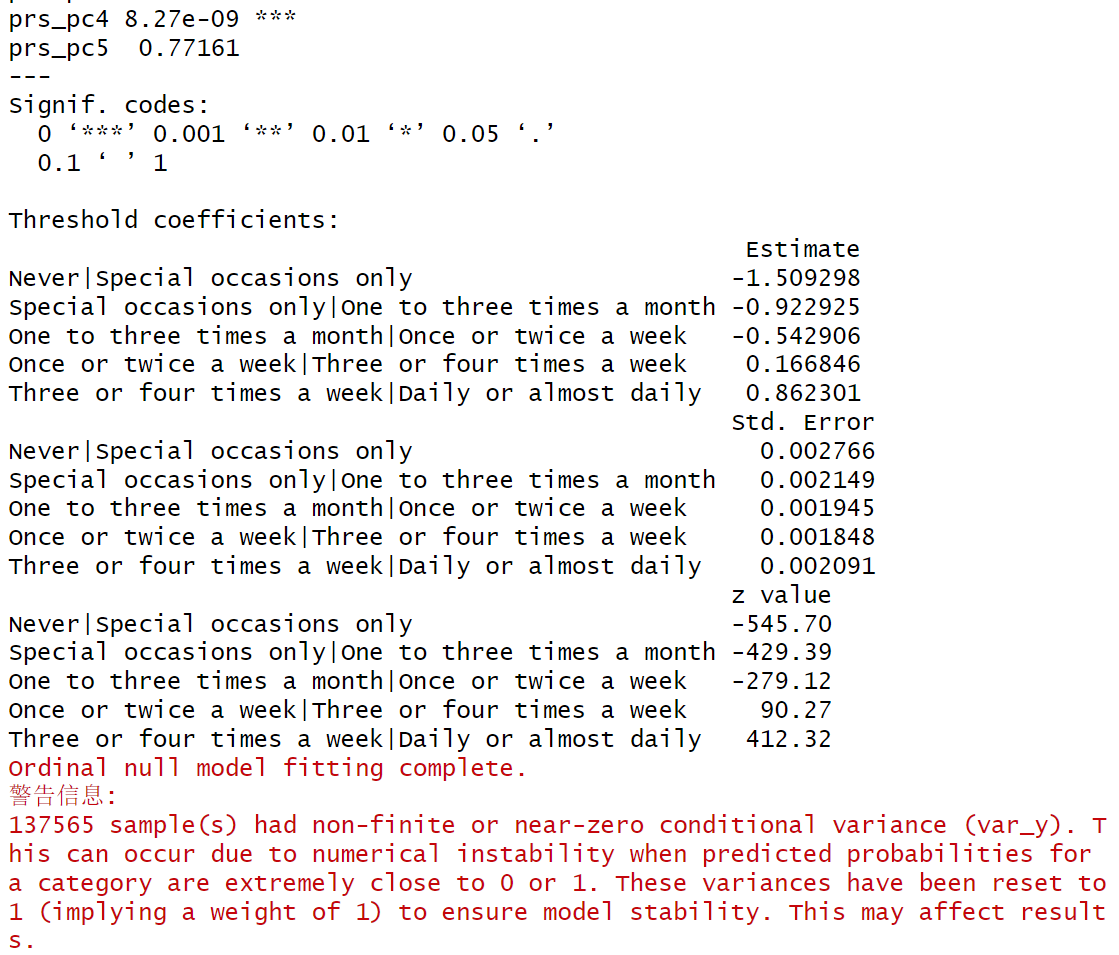 prs_pc4 8.27e-09 ***
prs_pc5  0.77161
---
Signif. codes:
  0 ‘***’ 0.001 ‘**’ 0.01 ‘*’ 0.05 ‘.’
  0.1 ‘ ’ 1
Threshold coefficients:
                                                   Estimate
Never|Special occasions only                      -1.509298
Special occasions only|One to three times a month -0.922925
One to three times a month|Once or twice a week   -0.542906
Once or twice a week|Three or four times a week    0.166846
Three or four times a week|Daily or almost daily   0.862301
                                                  Std. Error
Never|Special occasions only                        0.002766
Special occasions only|One to three times a month   0.002149
One to three times a month|Once or twice a week     0.001945
Once or twice a week|Three or four times a week     0.001848
Three or four times a week|Daily or almost daily    0.002091
                                                  z value
Never|Special occasions only                      -545.70
Special occasions only|One to three times a month -429.39
One to three times a month|Once or twice a week   -279.12
Once or twice a week|Three or four times a week     90.27
Three or four times a week|Daily or almost daily   412.32
Ordinal null model fitting complete.
警告信息:
137565 sample(s) had non-finite or near-zero conditional variance (var_y). T
his can occur due to numerical instability when predicted probabilities for
a category are extremely close to 0 or 1. These variances have been reset to
1 (implying a weight of 1) to ensure model stability. This may affect result
s.